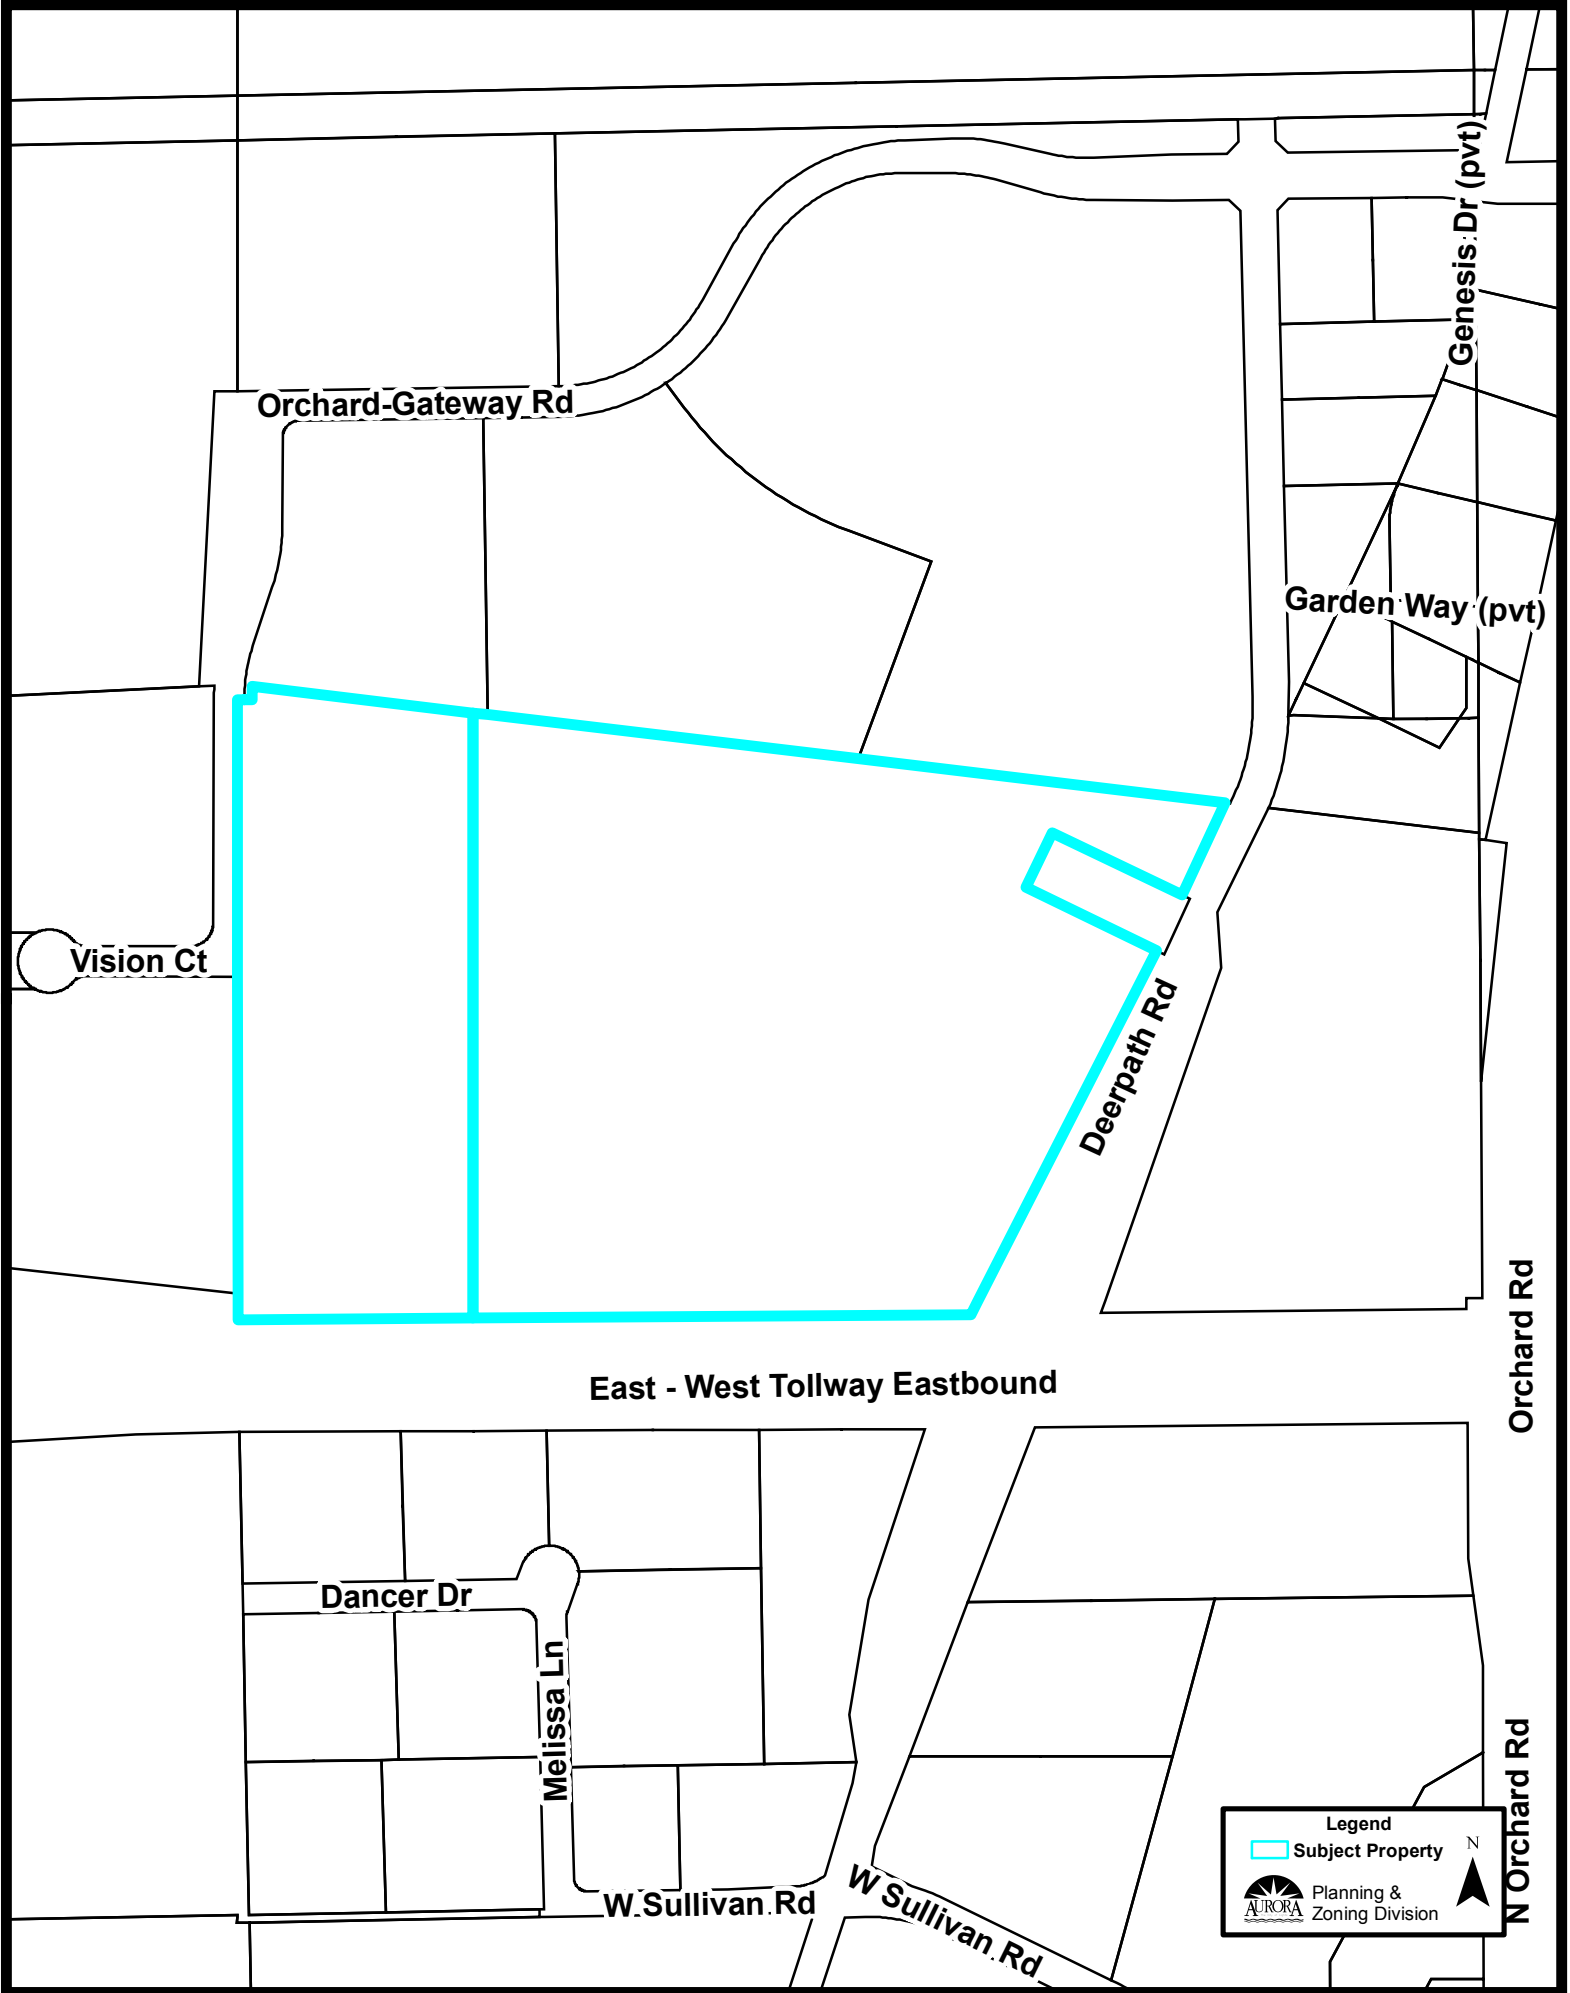 Genesis Dr (pvt)
Orchard-Gateway Rd
Garden Way (pvt)
Vision Ct
Deerpath Rd
Orchard Rd
East - West Tollway Eastbound
Dancer Dr
Melissa Ln
N Orchard Rd
W Sullivan Rd
W Sullivan Rd
Legend
Subject Property
N
AURORA
Planning &
Zoning Division